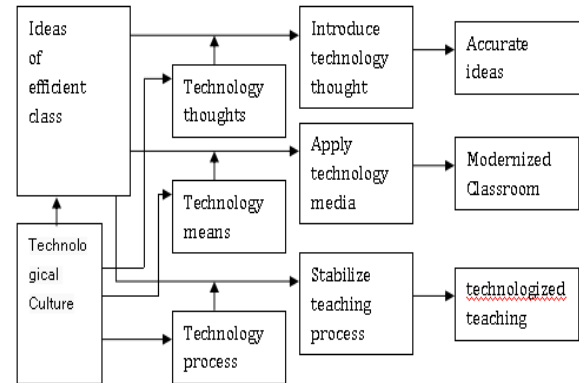 Ideas
of
efficient
class
Introduce
technology
thought
Accurate
ideas
Technology
thoughts
Apply
technology
media
Modernized
Classroom
Technology
means
Technolo
gical
Culture
Stabilize
teaching
process
technologized
teaching
Technology
process